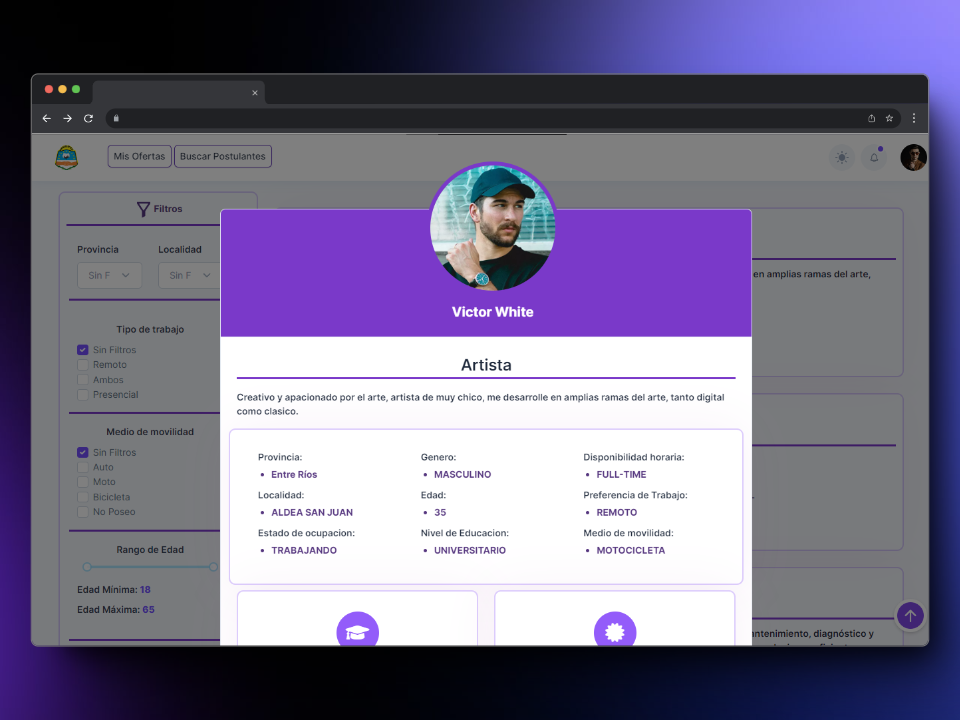 Mis Ofertas
Buscar Postulantes
Filtros
Provincia
Localidad
Sin F
Sin F
Tipo de trabajo
Sin Filtros
Remoto
Ambos
Presencial
Medio de movilidad
Sin Filtros
Auto
Moto
Bicicleta
No Poseo
Rango de Edad
Edad Mínima: 18
Edad Máxima: 65
Victor White
Artista
Creativo y apacionado por el arte, artista de muy chico, me desarrolle en amplias ramas del arte, tanto digital
como clasico.
Provincia:
Entre Ríos
Localidad:
ALDEA SAN JUAN
Estado de ocupacion:
TRABAJANDO
Genero:
MASCULINO
Edad:
35
Nivel de Educacion:
UNIVERSITARIO
Disponibilidad horaria:
FULL-TIME
Preferencia de Trabajo:
REMOTO
Medio de movilidad:
MOTOCICLETA
en amplias ramas del arte,
diagnóstico y